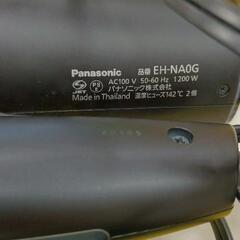 Panasonic 品番 EH-NA0G
AC100 V 50-60 Hz 1200 W
パナソニック株式会社
Made in Thailand 温度ヒューズ142℃ 2個